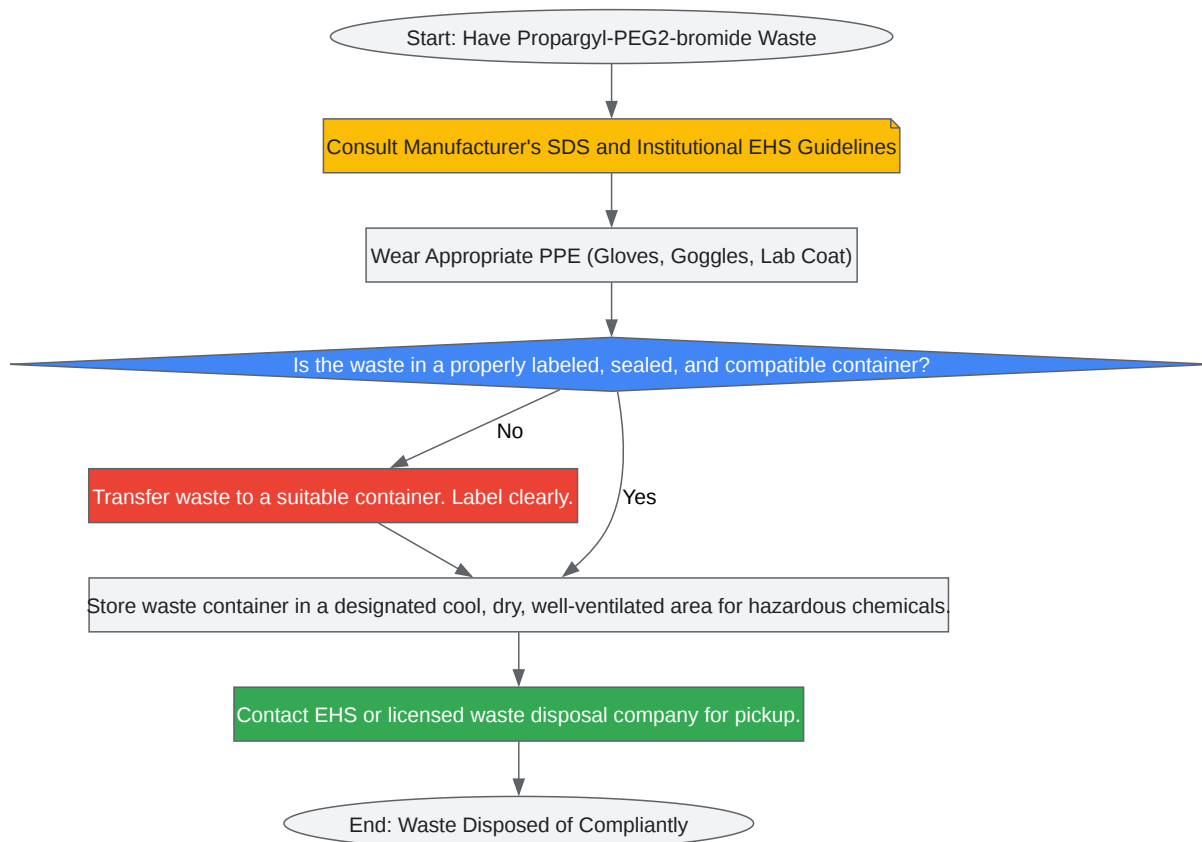 Start: Have Propargyl-PEG2-bromide Waste
Consult Manufacturer's SDS and Institutional EHS Guidelines
Wear Appropriate PPE (Gloves, Goggles, Lab Coat)
Is the waste in a properly labeled, sealed, and compatible container?
No
Transfer waste to a suitable container. Label clearly.
Yes
Store waste container in a designated cool, dry, well-ventilated area for hazardous chemicals.
Contact EHS or licensed waste disposal company for pickup.
End: Waste Disposed of Compliantly